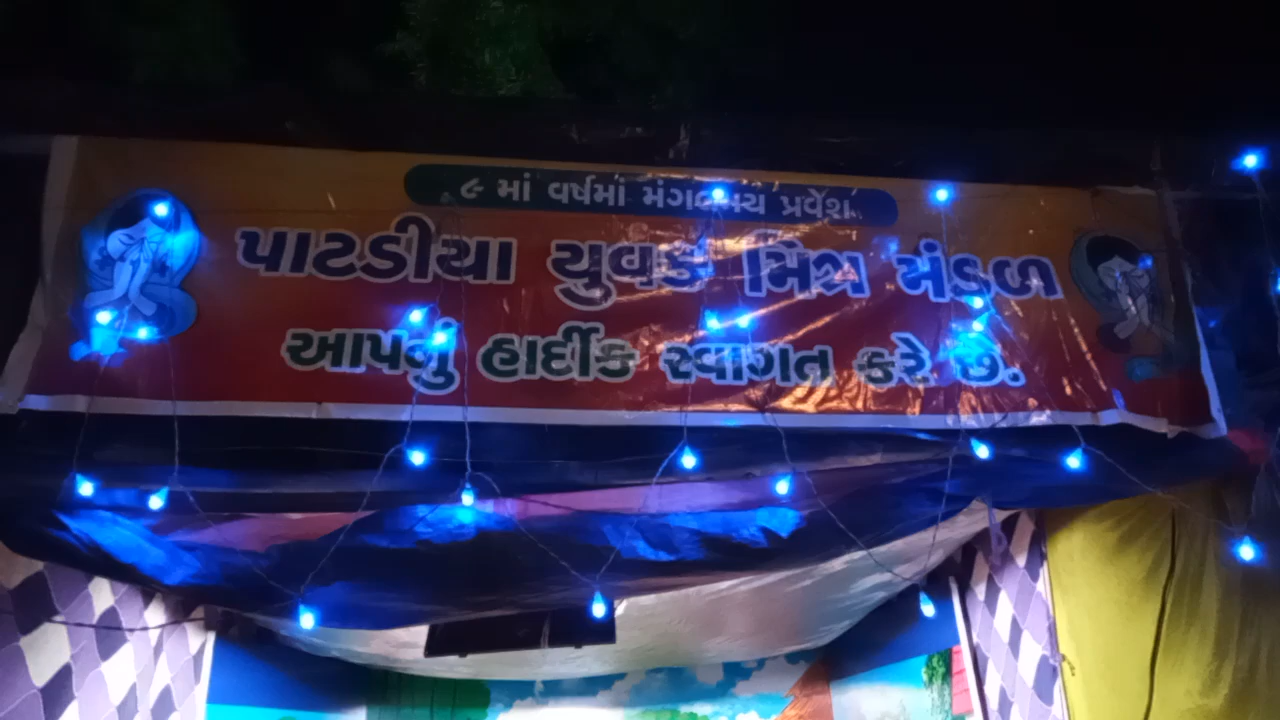 ૯ માં વર્ષમાં મંગલમય પ્રવેશ
પાટડીયા યુવક મિત્ર મંડળ
આપનું હાર્દીક સ્વાગત કરે છે.